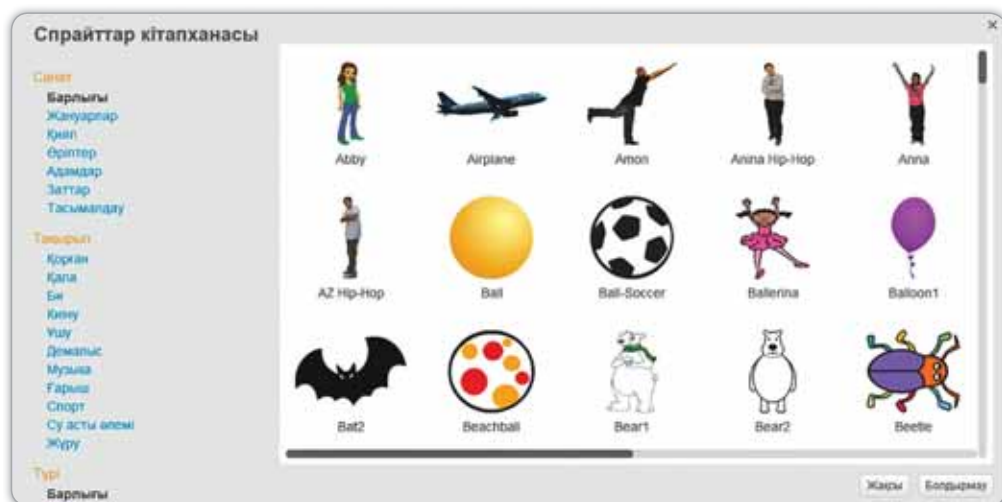 Спрайттар кітапханасы
×
Санат
Барлығы
Жануарлар
Қиял
Әріптер
Адамдар
Заттар
Тасымалдау
Тақырып
Қорған
Қала
Би
Кину
Ұшу
Демалыс
Музыка
Ғарыш
Спорт
Су асты әлемі
Жүру
Түрі
Барлығы
Abby Airplane Amon Anina Hip-Hop Anna
AZ Hip-Hop Ball Ball-Soccer Ballerina Balloon1
Bat2 Beachball Bear1 Bear2 Beetle
Жақры Болдырмау